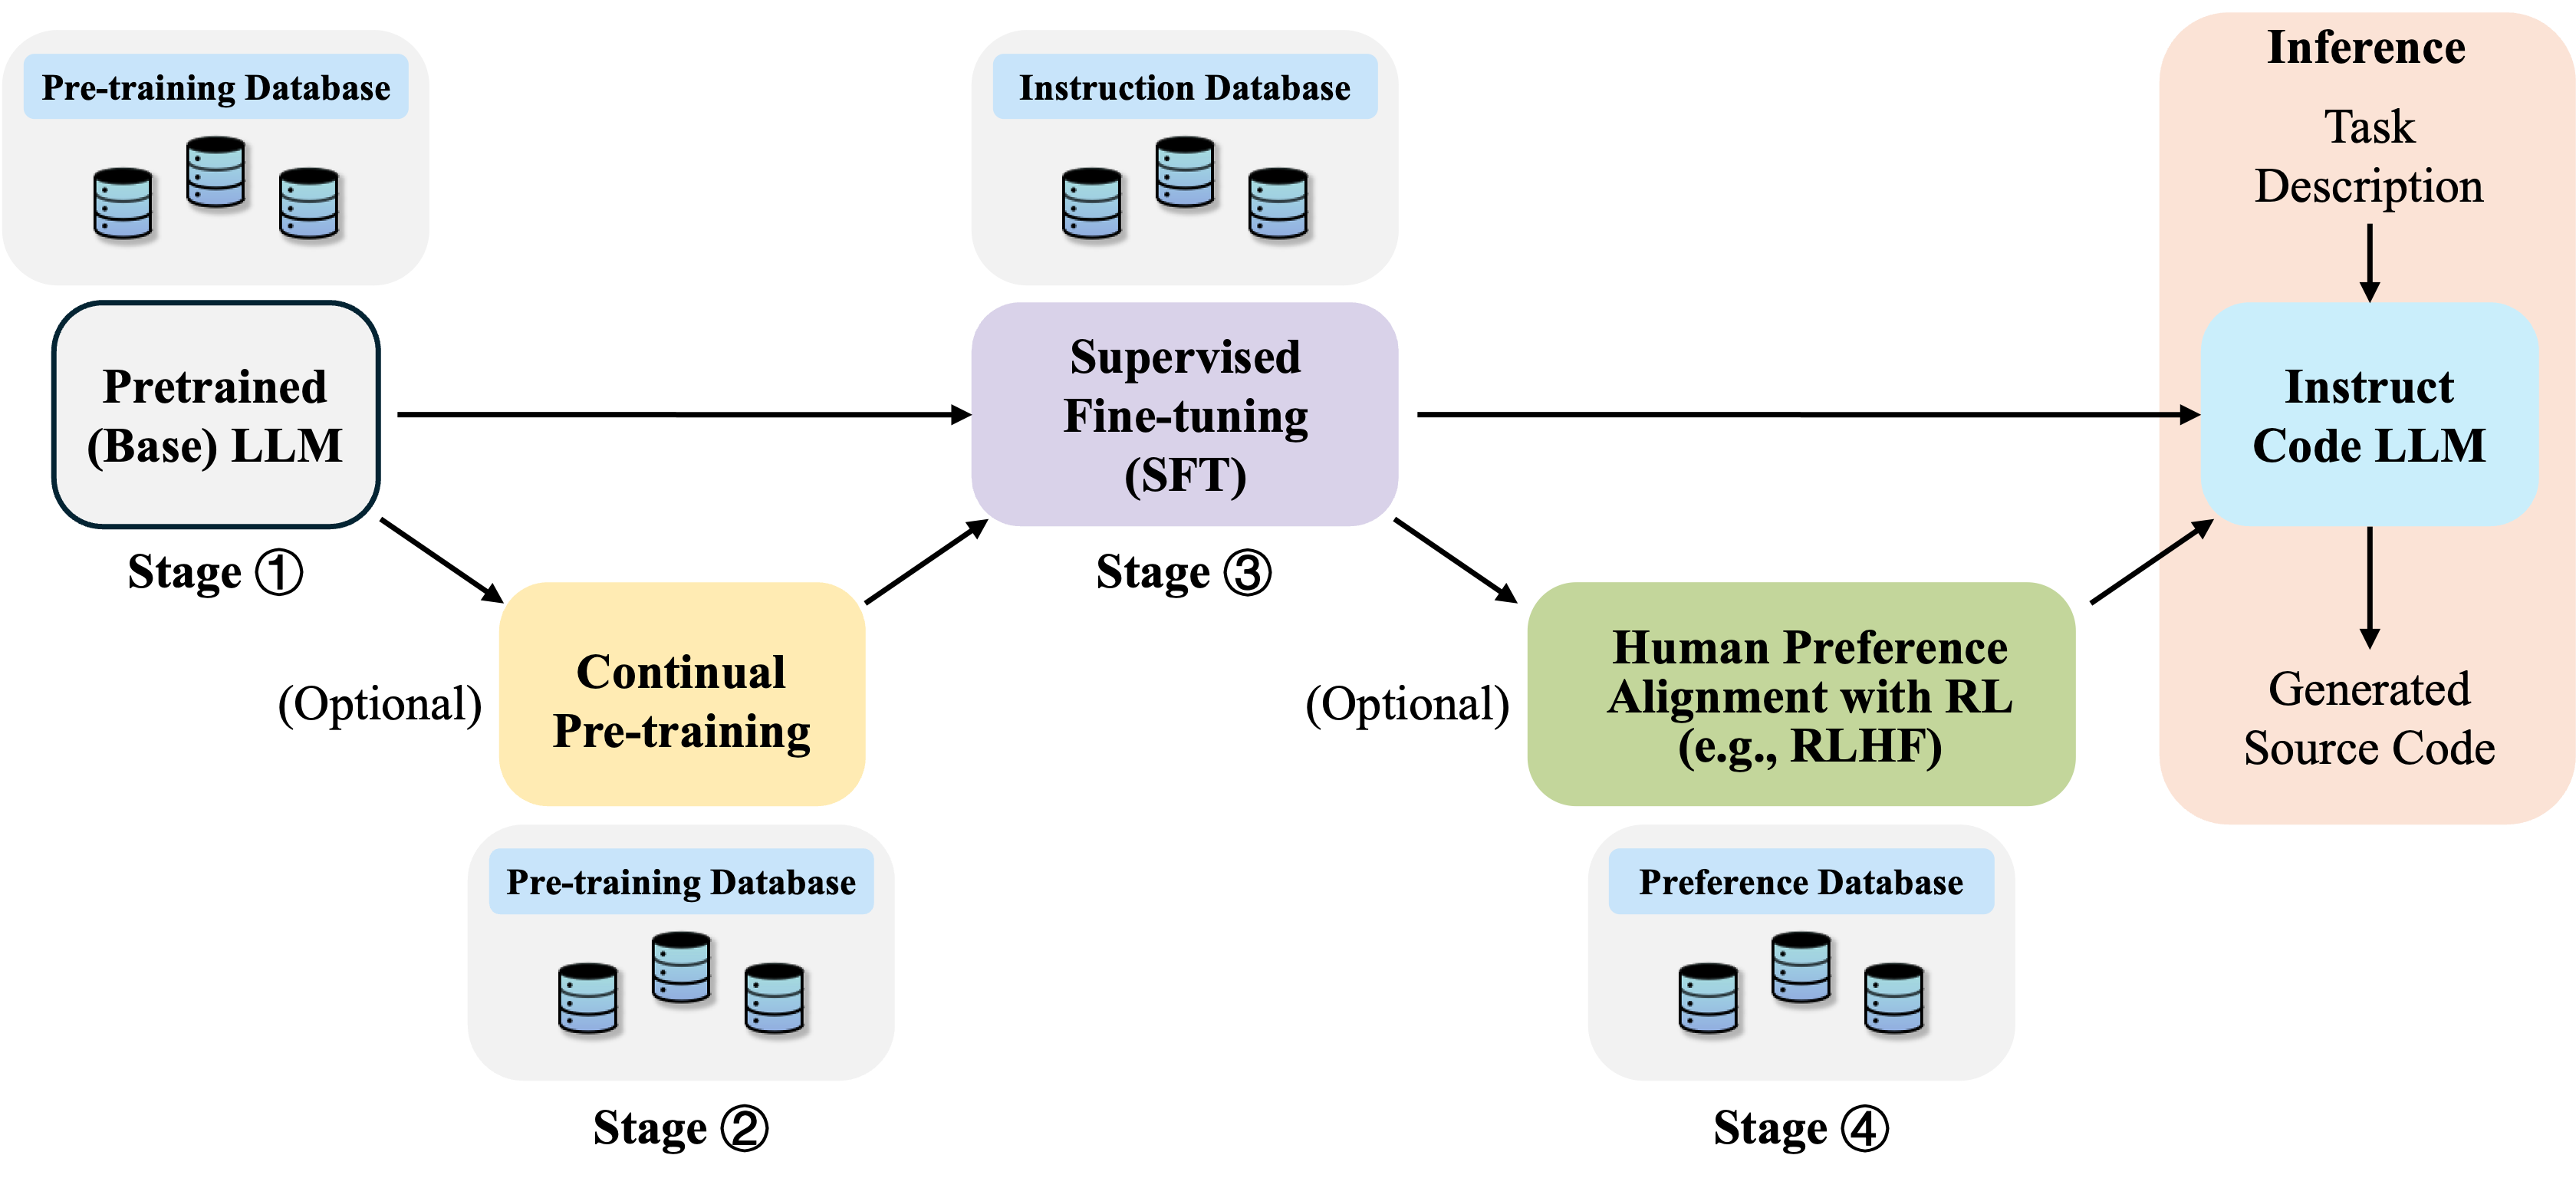 Pre-training Database
Pretrained
(Base) LLM
Stage ①
(Optional)
Continual
Pre-training
Pre-training Database
Stage ②
Instruction Database
Supervised
Fine-tuning
(SFT)
Stage ③
(Optional)
Human Preference
Alignment with RL
(e.g., RLHF)
Preference Database
Stage ④
Inference
Task
Description
Instruct
Code LLM
Generated
Source Code